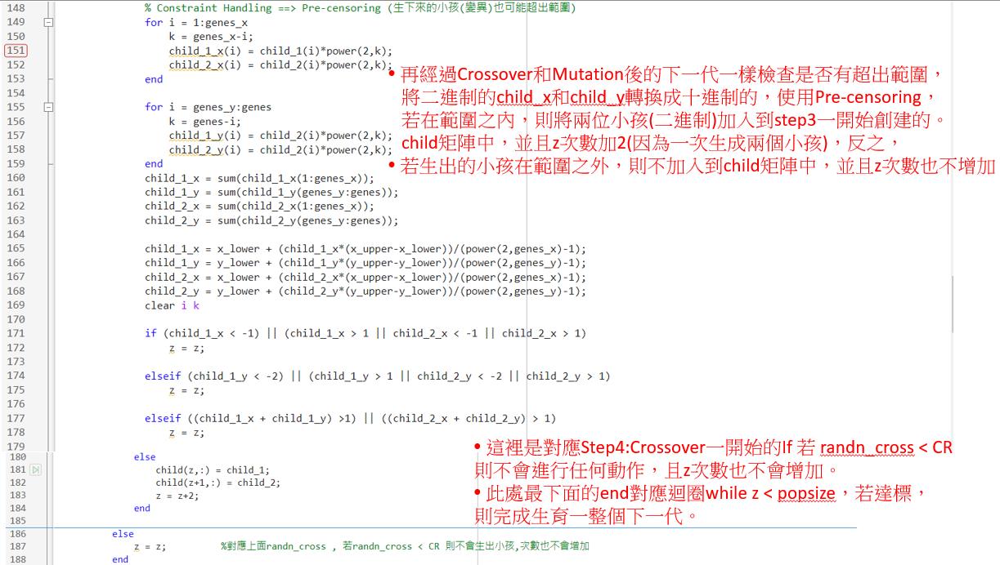 148 % Constraint Handling ==> Pre-censoring (生下來的小孩(變異)也可能超出範圍)
149 for i = 1:genes_x
150 k = genes_x-i;
151 child_1_x(i) = child_1(i)*power(2,k);
152 child_2_x(i) = child_2(i)*power(2,k);
153 end
154
155 for i = genes_y:genes
156 k = genes-i;
157 child_1_y(i) = child_2(i)*power(2,k);
158 child_2_y(i) = child_2(i)*power(2,k);
159 end
160 child_1_x = sum(child_1_x(1:genes_x));
161 child_1_y = sum(child_1_y(genes_y:genes));
162 child_2_x = sum(child_2_x(1:genes_x));
163 child_2_y = sum(child_2_y(genes_y:genes));
164
165 child_1_x = x_lower + (child_1_x*(x_upper-x_lower))/(power(2,genes_x)-1);
166 child_1_y = y_lower + (child_1_y*(y_upper-y_lower))/(power(2,genes_y)-1);
167 child_2_x = x_lower + (child_2_x*(x_upper-x_lower))/(power(2,genes_x)-1);
168 child_2_y = y_lower + (child_2_y*(y_upper-y_lower))/(power(2,genes_y)-1);
169 clear i k
170
171 if (child_1_x < -1) || (child_1_x > 1 || child_2_x < -1 || child_2_x > 1)
172 z = z;
173
174 elseif (child_1_y < -2) || (child_1_y > 1 || child_2_y < -2 || child_2_y > 1)
175 z = z;
176
177 elseif ((child_1_x + child_1_y) >1) || ((child_2_x + child_2_y) > 1)
178 z = z;
179
180 else
181 child(z,:) = child_1;
182 child(z+1,:) = child_2;
183 z = z+2;
184 end
185
186 else
187 z = z; %對應上面randn_cross , 若randn_cross < CR 則不會生出小孩,次數也不會增加
188 end
• 再經過Crossover和Mutation後的下一代一樣檢查是否有超出範圍，
將二進制的child_x和child_y轉換成十進制的，使用Pre-censoring，
若在範圍之內，則將兩位小孩(二進制)加入到step3一開始創建的。
child矩陣中，並且z次數加2(因為一次生成兩個小孩)，反之，
• 若生出的小孩在範圍之外，則不加入到child矩陣中，並且z次數也不增加
• 這裡是對應Step4:Crossover一開始的If 若 randn_cross < CR
則不會進行任何動作，且z次數也不會增加。
• 此處最下面的end對應迴圈while z < popsize，若達標，
則完成生育一整個下一代。